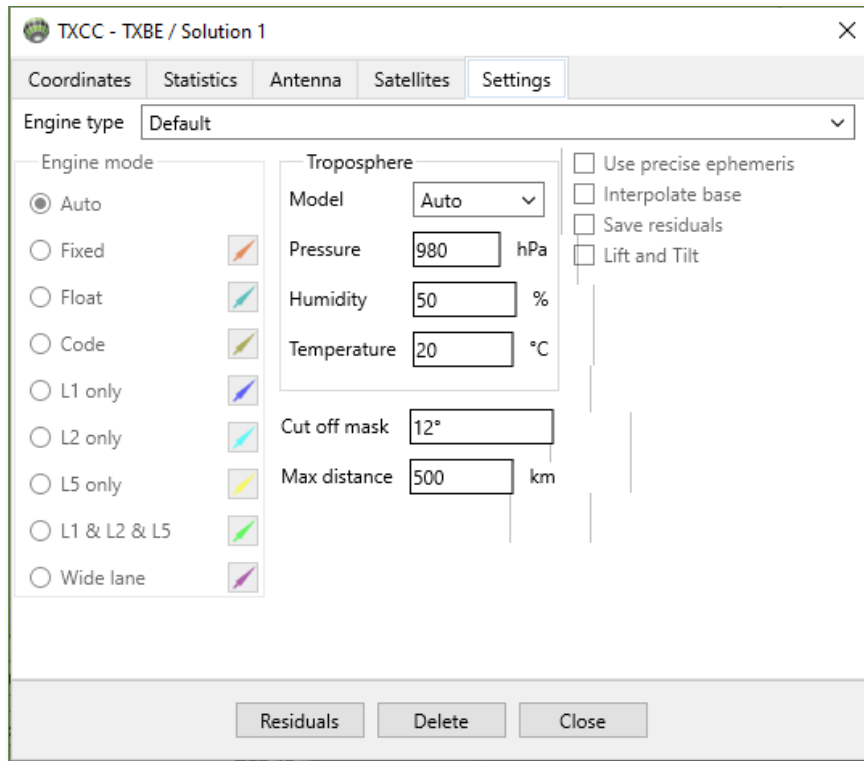 TXCC - TXBE / Solution 1
Coordinates Statistics Antenna Satellites Settings
Engine type Default
Engine mode
Auto
Fixed
Float
Code
L1 only
L2 only
L5 only
L1 & L2 & L5
Wide lane
Troposphere
Model Auto
Pressure 980 hPa
Humidity 50 %
Temperature 20 °C
Cut off mask 12°
Max distance 500 km
Use precise ephemeris
Interpolate base
Save residuals
Lift and Tilt
Residuals Delete Close